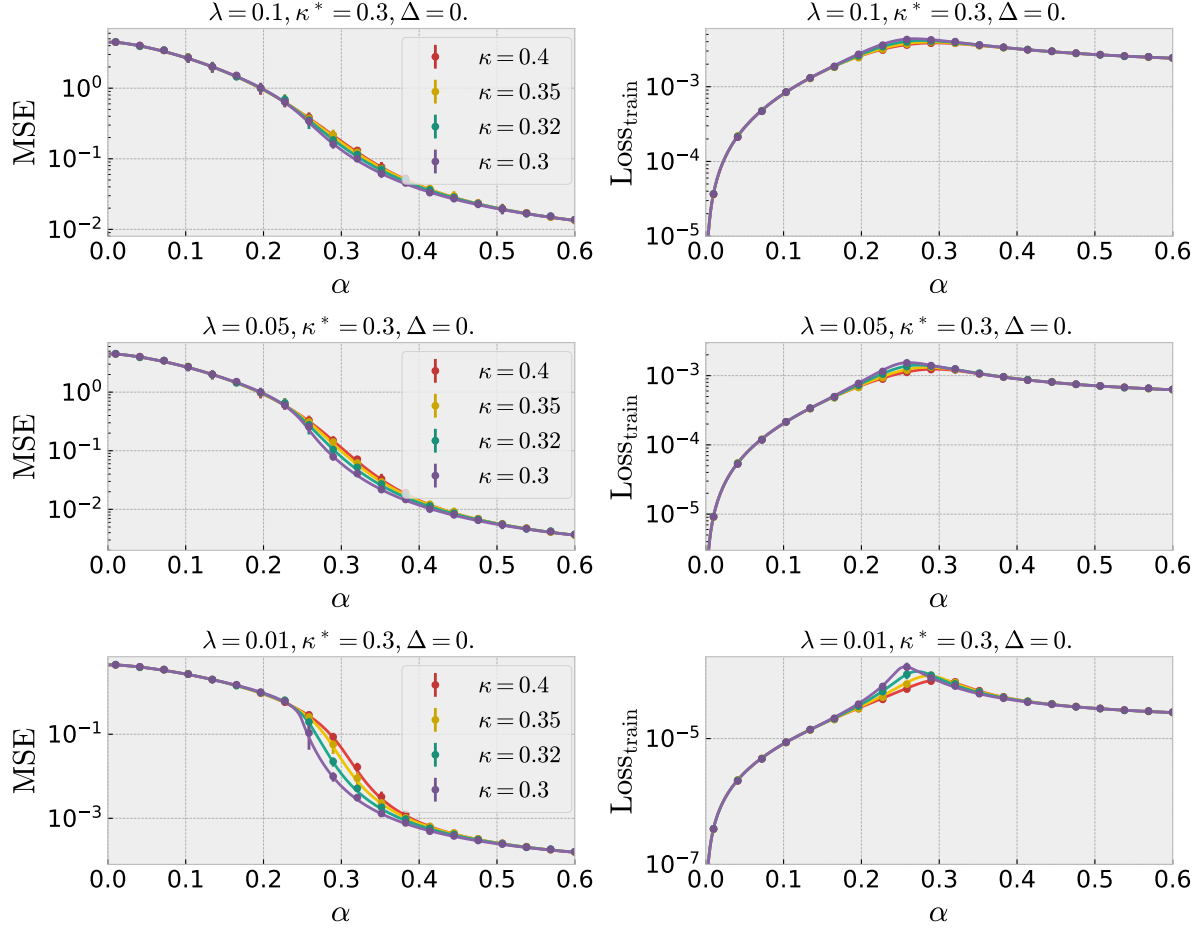 λ = 0.1, κ* = 0.3, Δ = 0.
MSE
10⁰
10⁻¹
10⁻²
κ = 0.4
κ = 0.35
κ = 0.32
κ = 0.3
0.0 0.1 0.2 0.3 0.4 0.5 0.6
α
λ = 0.1, κ* = 0.3, Δ = 0.
Loss_train
10⁻³
10⁻⁴
10⁻⁵
0.0 0.1 0.2 0.3 0.4 0.5 0.6
α
λ = 0.05, κ* = 0.3, Δ = 0.
MSE
10⁰
10⁻¹
10⁻²
κ = 0.4
κ = 0.35
κ = 0.32
κ = 0.3
0.0 0.1 0.2 0.3 0.4 0.5 0.6
α
λ = 0.05, κ* = 0.3, Δ = 0.
Loss_train
10⁻³
10⁻⁴
10⁻⁵
0.0 0.1 0.2 0.3 0.4 0.5 0.6
α
λ = 0.01, κ* = 0.3, Δ = 0.
MSE
10⁻¹
10⁻³
κ = 0.4
κ = 0.35
κ = 0.32
κ = 0.3
0.0 0.1 0.2 0.3 0.4 0.5 0.6
α
λ = 0.01, κ* = 0.3, Δ = 0.
Loss_train
10⁻⁵
10⁻⁷
0.0 0.1 0.2 0.3 0.4 0.5 0.6
α